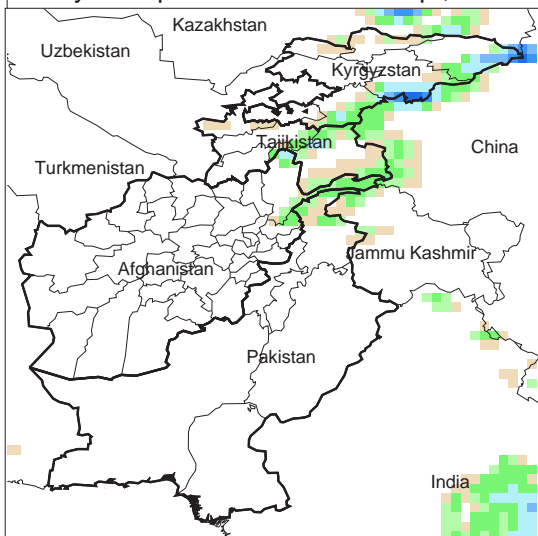 Kazakhstan
Uzbekistan
Kyrgyzstan
Tajikistan
China
Turkmenistan
Jammu Kashmir
Afghanistan
Pakistan
India